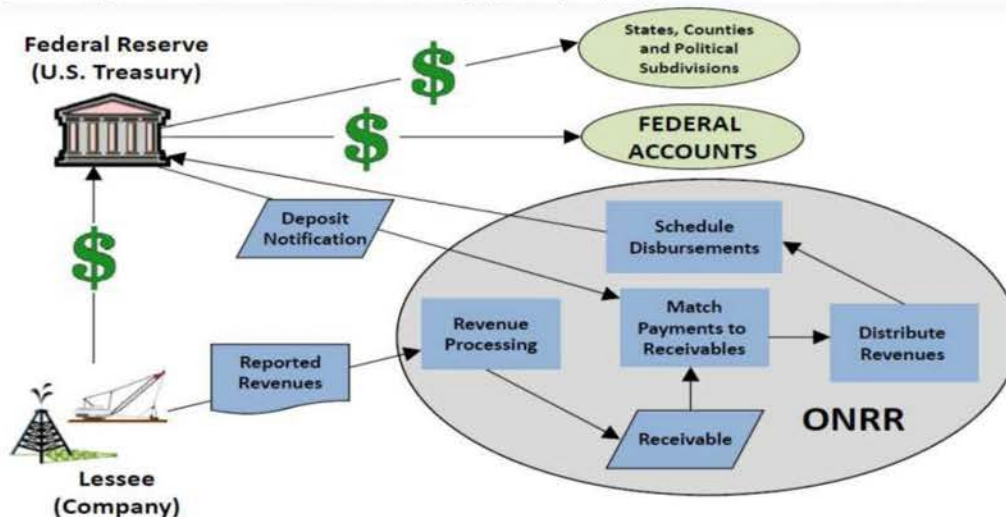 Federal Reserve
(U.S. Treasury)
States, Counties
and Political
Subdivisions
$
$
FEDERAL
ACCOUNTS
Deposit
Notification
Schedule
Disbursements
$
Revenue
Processing
Match
Payments to
Receivables
Distribute
Revenues
Reported
Revenues
Receivable
ONRR
Lessee
(Company)